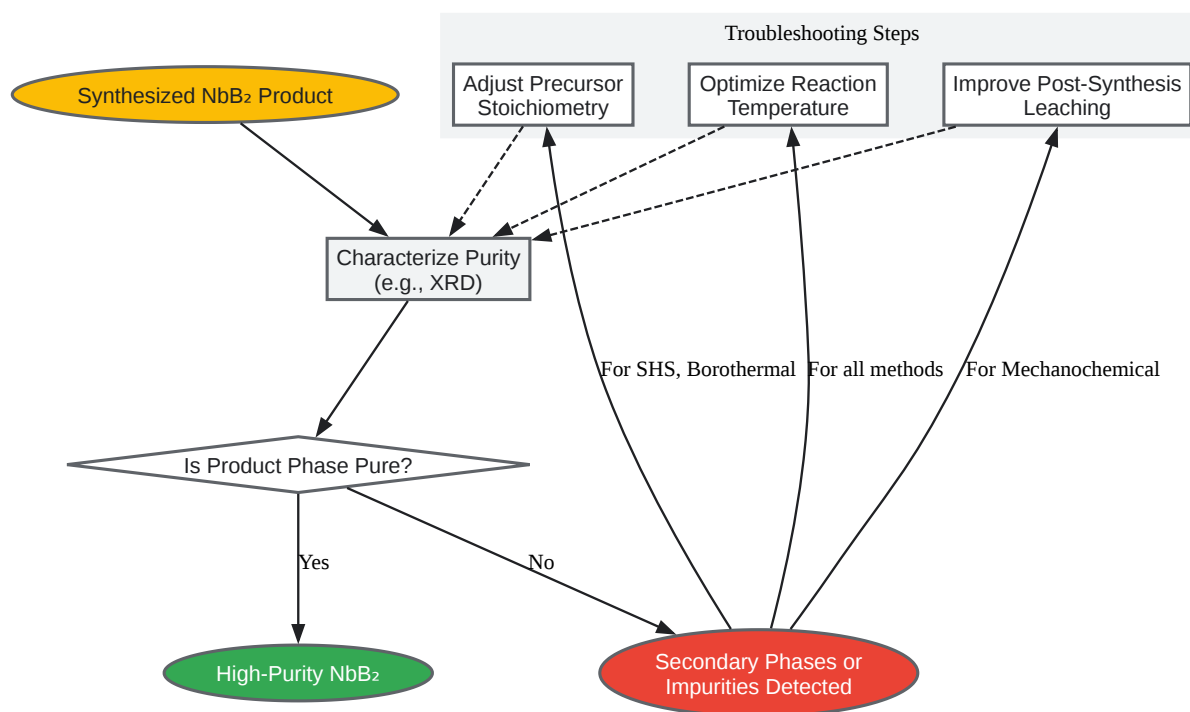 Troubleshooting Steps
Synthesized NbB₂ Product
Adjust Precursor
Stoichiometry
Optimize Reaction
Temperature
Improve Post-Synthesis
Leaching
Characterize Purity
(e.g., XRD)
For SHS, Borothermal
For all methods
For Mechanochemical
Is Product Phase Pure?
Yes
No
High-Purity NbB₂
Secondary Phases or
Impurities Detected